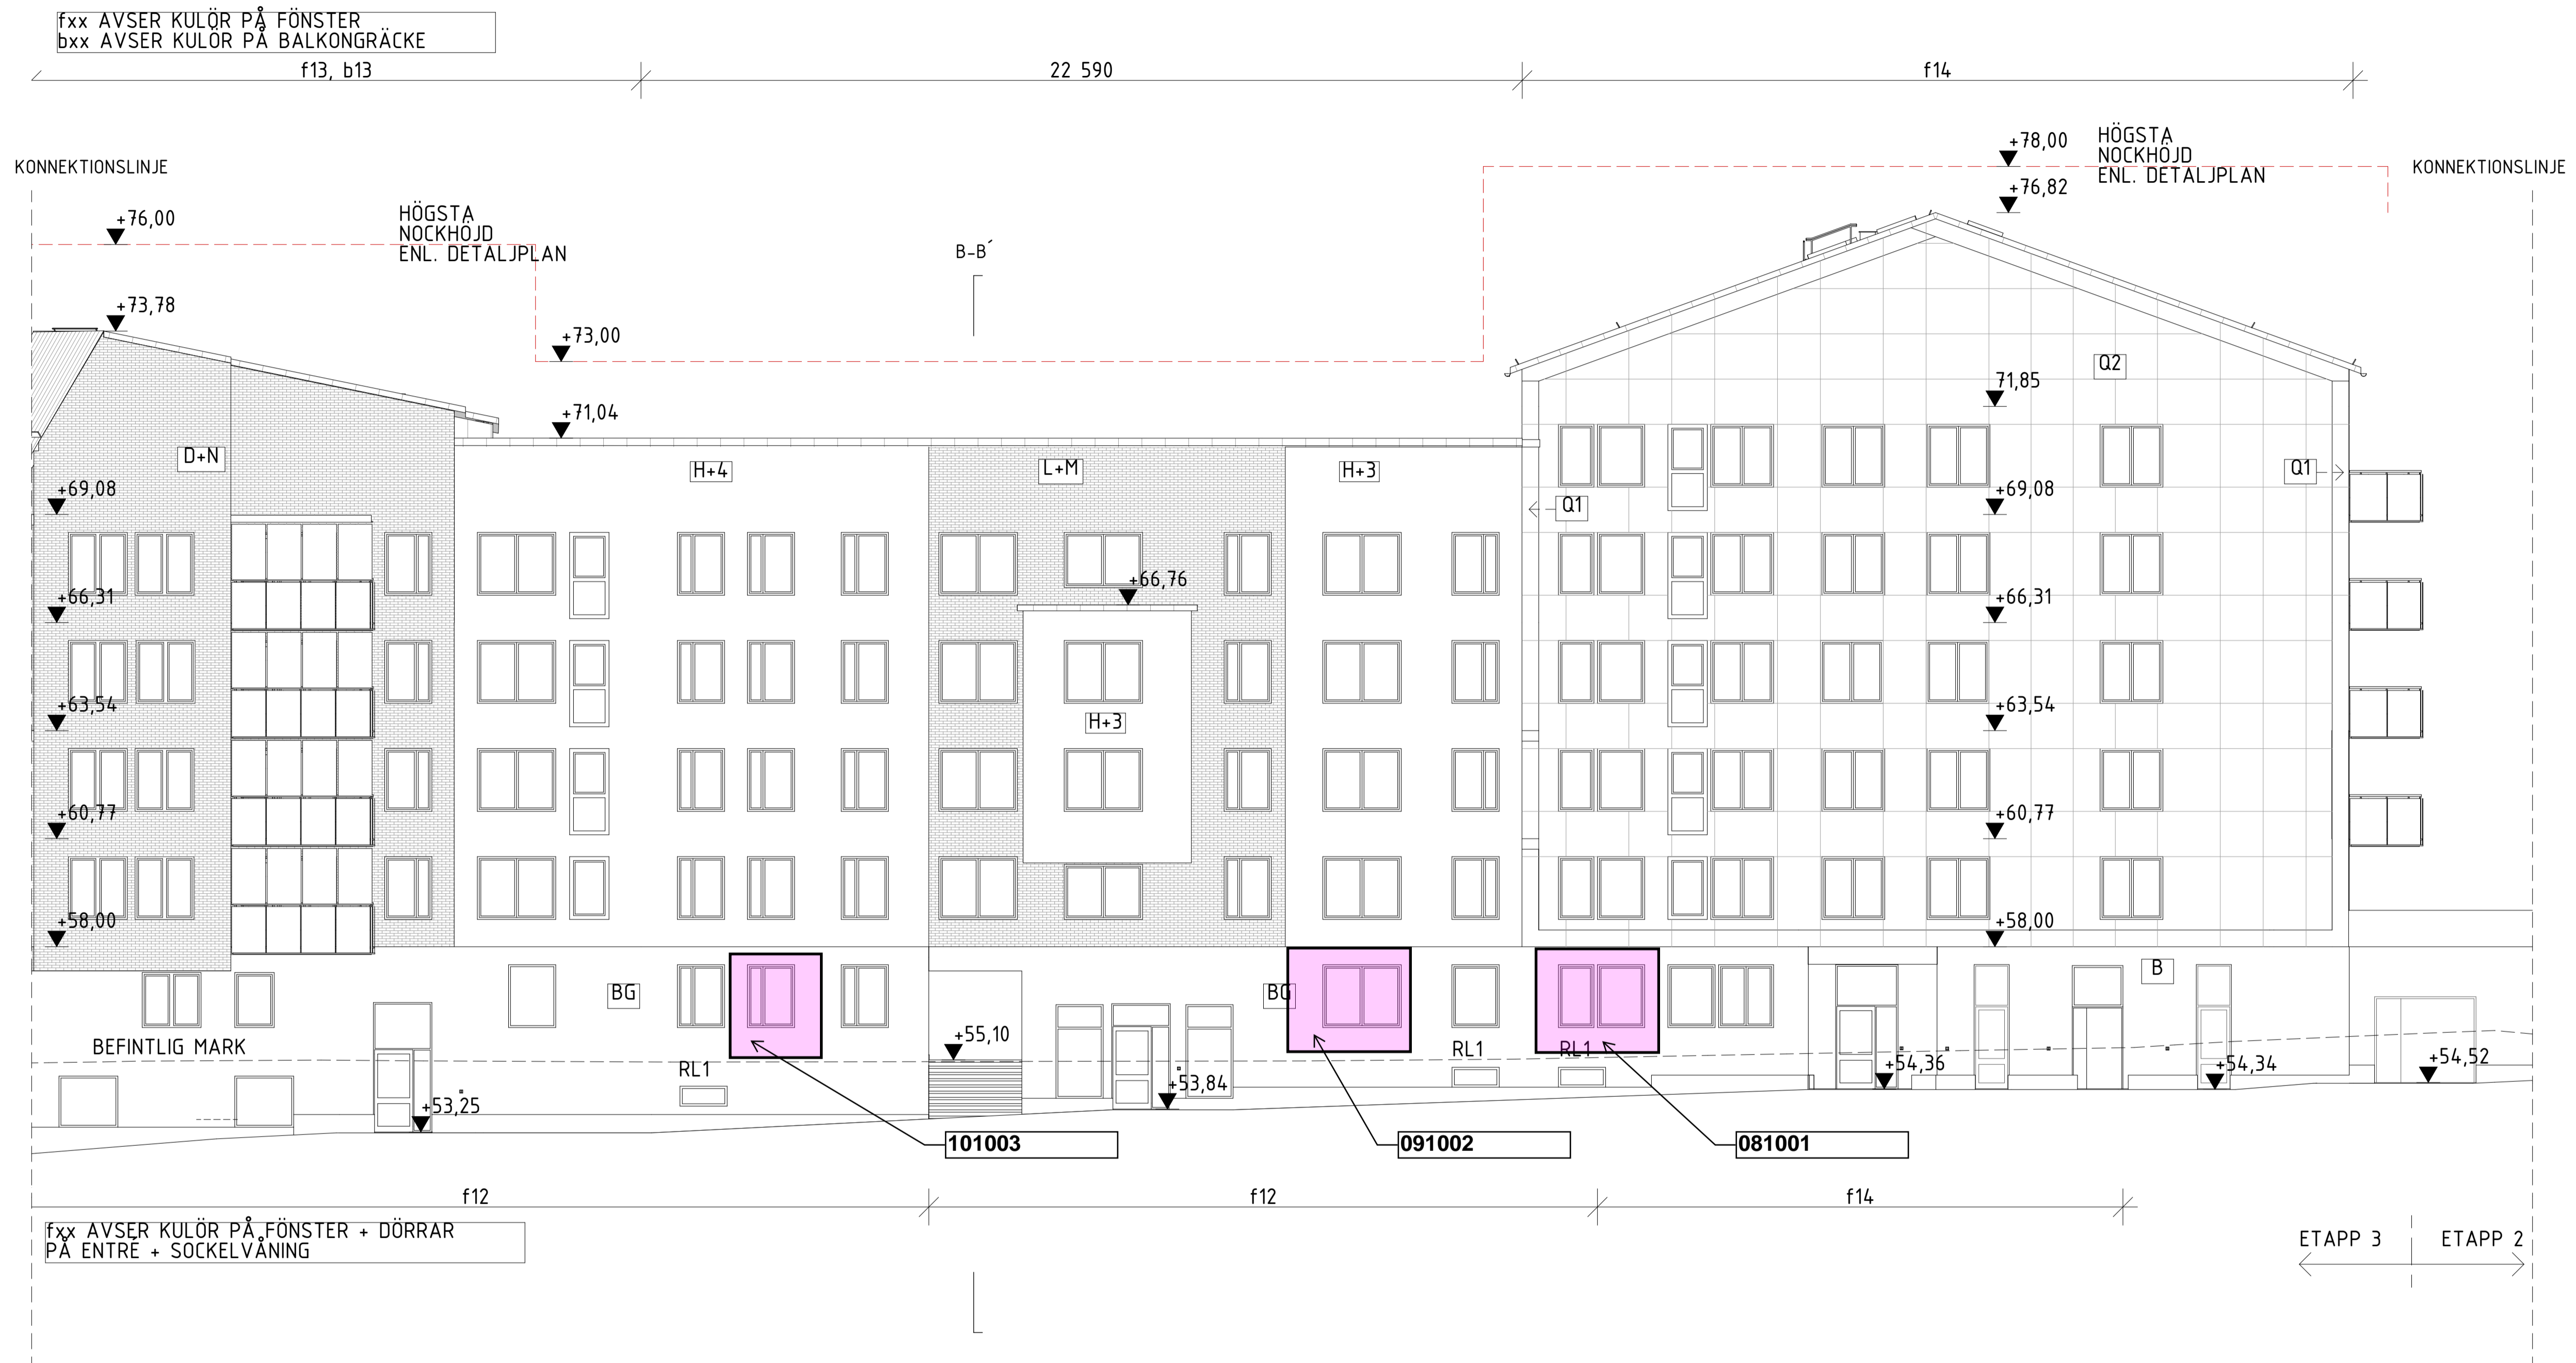 fxx AVSER KULÖR PÅ FÖNSTER
bxx AVSER KULÖR PÅ BALKONGRÄCKE
f13, b13
22 590
f14
KONNEKTIONSLINJE
+76,00
HÖGSTA
NOCKHÖJD
ENL. DETALJPLAN
B-B´
+78,00
HÖGSTA
NOCKHÖJD
ENL. DETALJPLAN
+76,82
KONNEKTIONSLINJE
+73,78
+73,00
+71,04
71,85
Q2
D+N
H+4
L+M
H+3
Q1
Q1
+69,08
+69,08
+66,31
+66,76
+66,31
+63,54
H+3
+63,54
+60,77
+60,77
+58,00
+58,00
BG
BG
B
BEFINTLIG MARK
+55,10
RL1
RL1
RL1
+53,25
+53,84
+54,36
+54,34
+54,52
101003
091002
081001
f12
f12
f14
fxx AVSER KULÖR PÅ FÖNSTER + DÖRRAR
PÅ ENTRÉ + SOCKELVÅNING
ETAPP 3
ETAPP 2